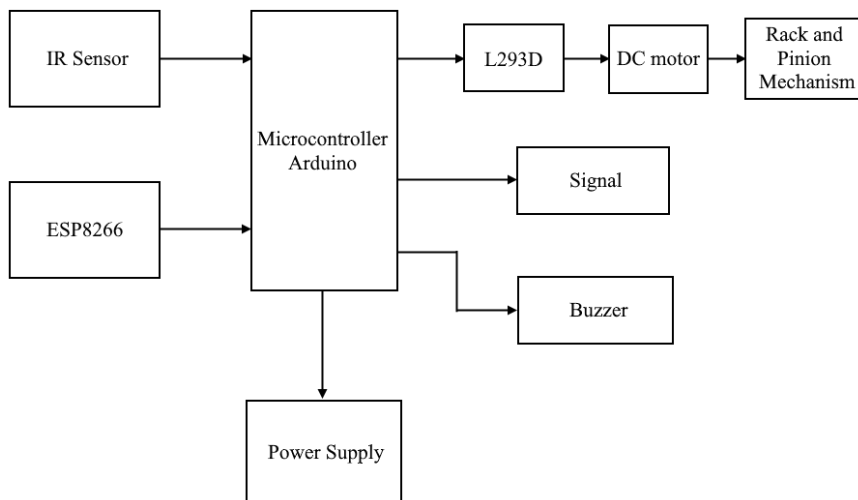 IR Sensor
L293D
DC motor
Rack and
Pinion
Mechanism
Microcontroller
Arduino
Signal
ESP8266
Buzzer
Power Supply